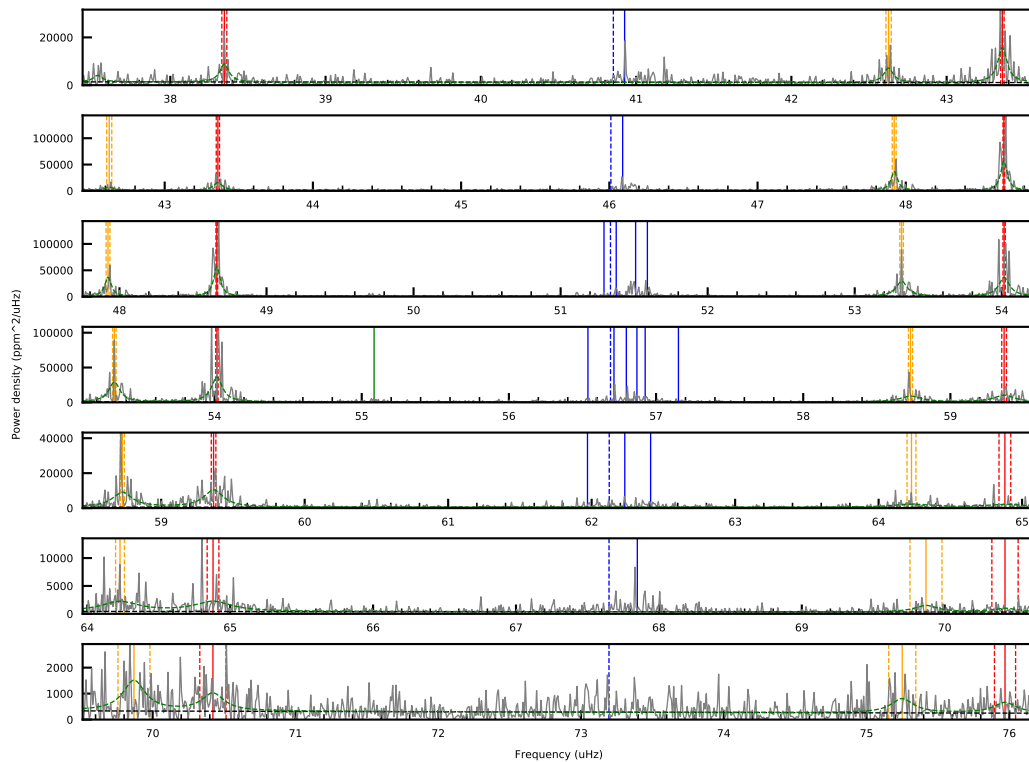 20000
0
38 39 40 41 42 43
100000
50000
0
43 44 45 46 47 48
100000
50000
0
48 49 50 51 52 53 54
Power density (ppm^2/uHz)
100000
50000
0
54 55 56 57 58 59
40000
20000
0
59 60 61 62 63 64 65
10000
5000
0
64 65 66 67 68 69 70
2000
1000
0
70 71 72 73 74 75 76
Frequency (uHz)